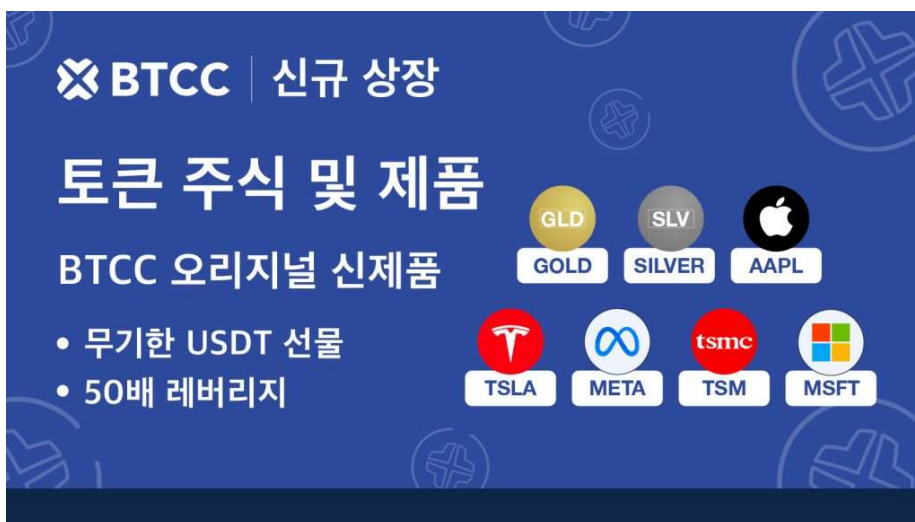 BTCC | 신규 상장
토큰 주식 및 제품
BTCC 오리지널 신제품
• 무기한 USDT 선물
• 50배 레버리지
GLD SLV
GOLD SILVER AAPL
tsmc
TSLA META TSM MSFT